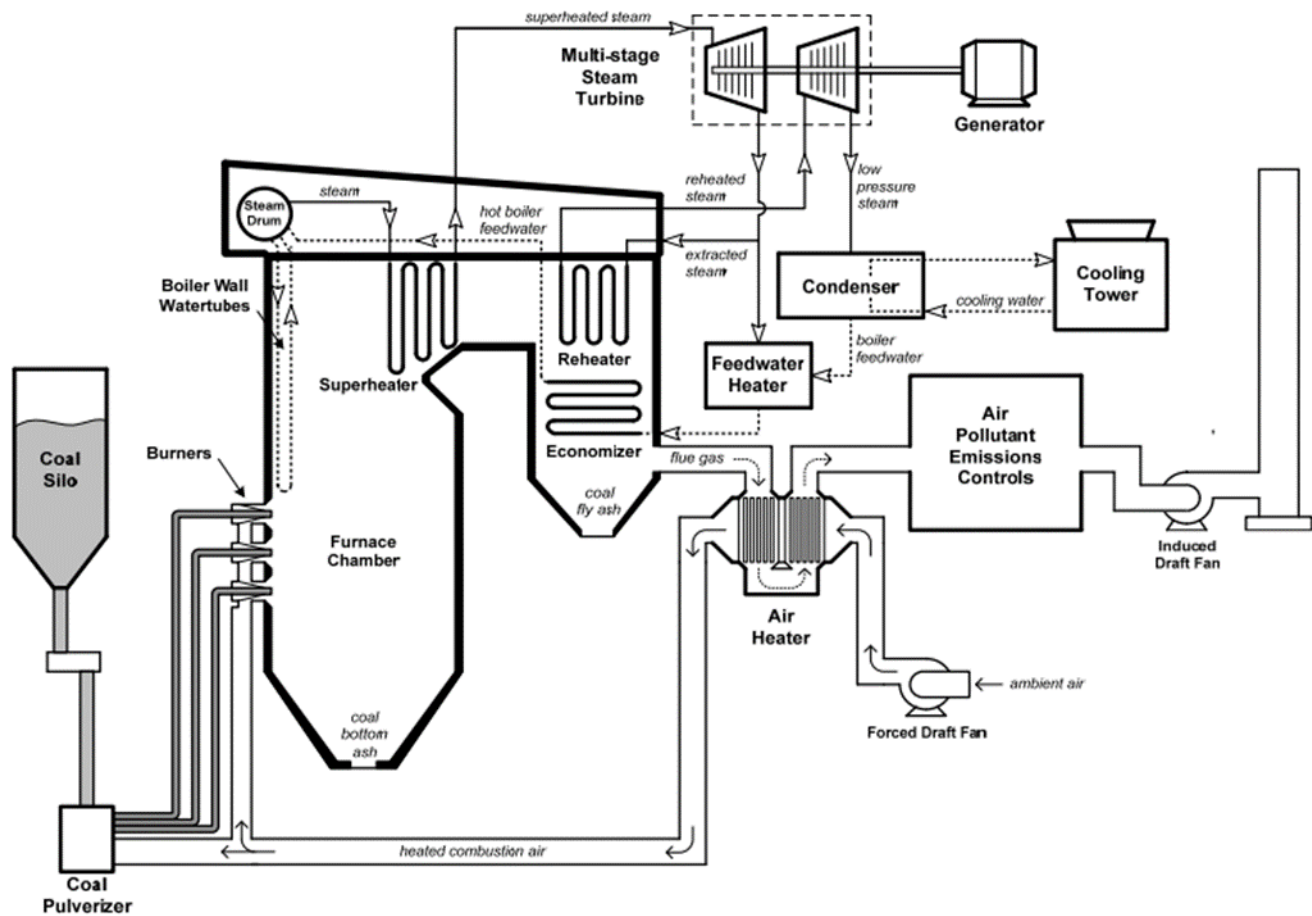 superheated steam
Multi-stage
Steam
Turbine
Generator
steam
Steam
Drum
hot boiler
feedwater
reheated
steam
low
pressure
steam
extracted
steam
Boiler Wall
Watertubes
Condenser
cooling water
Cooling
Tower
Superheater
Reheater
Feedwater
Heater
boiler
feedwater
Coal
Silo
Burners
Economizer
flue gas
Air
Pollutant
Emissions
Controls
coal
fly ash
Furnace
Chamber
Induced
Draft Fan
Air
Heater
ambient air
Forced Draft Fan
coal
bottom
ash
heated combustion air
Coal
Pulverizer